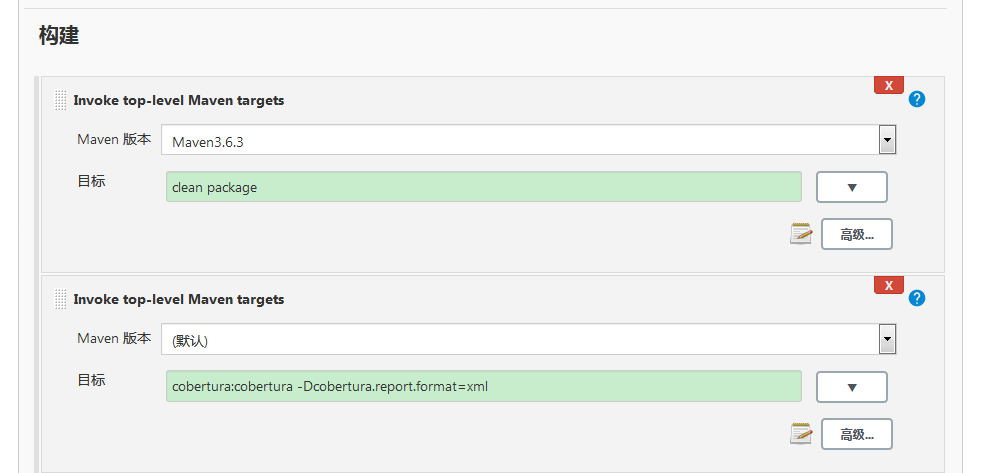 构建
Invoke top-level Maven targets
X
?
Maven 版本
Maven3.6.3
目标
clean package
▼
高级...
Invoke top-level Maven targets
X
?
Maven 版本
(默认)
目标
cobertura:cobertura -Dcobertura.report.format=xml
▼
高级...